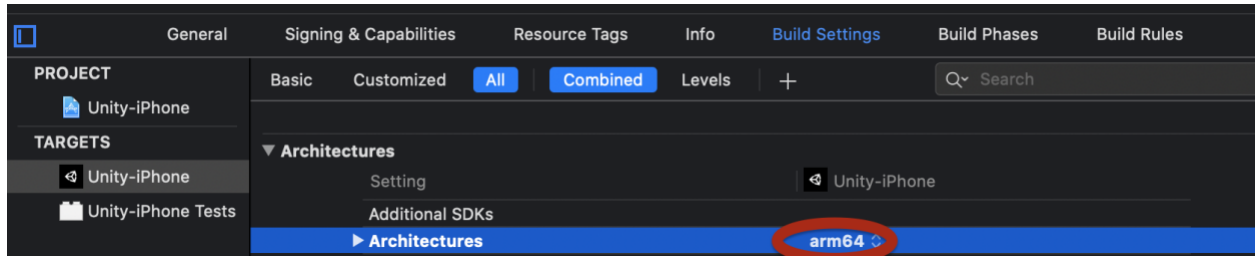 General Signing & Capabilities Resource Tags Info Build Settings Build Phases Build Rules
PROJECT
Unity-iPhone
TARGETS
Unity-iPhone
Unity-iPhone Tests
Basic Customized All Combined Levels + Search
Architectures
Setting Unity-iPhone
Additional SDKs
Architectures arm64